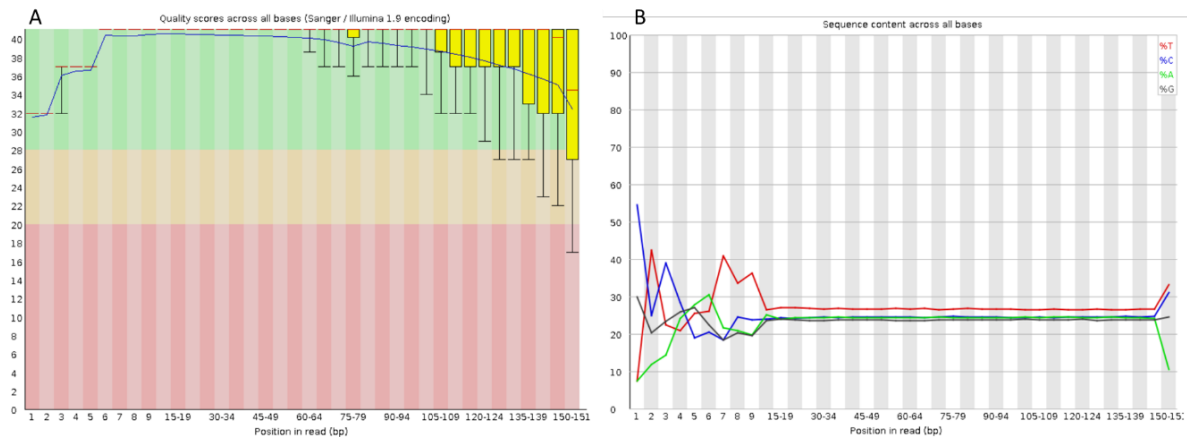 A
Quality scores across all bases (Sanger / Illumina 1.9 encoding)
40
38
36
34
32
30
28
26
24
22
20
18
16
14
12
10
8
6
4
2
0
1 2 3 4 5 6 7 8 9 15-19 30-34 45-49 60-64 75-79 90-94 105-109 120-124 135-139 150-151
Position in read (bp)
B
Sequence content across all bases
100
90
80
70
60
50
40
30
20
10
0
%T
%C
%A
%G
1 2 3 4 5 6 7 8 9 15-19 30-34 45-49 60-64 75-79 90-94 105-109 120-124 135-139 150-151
Position in read (bp)